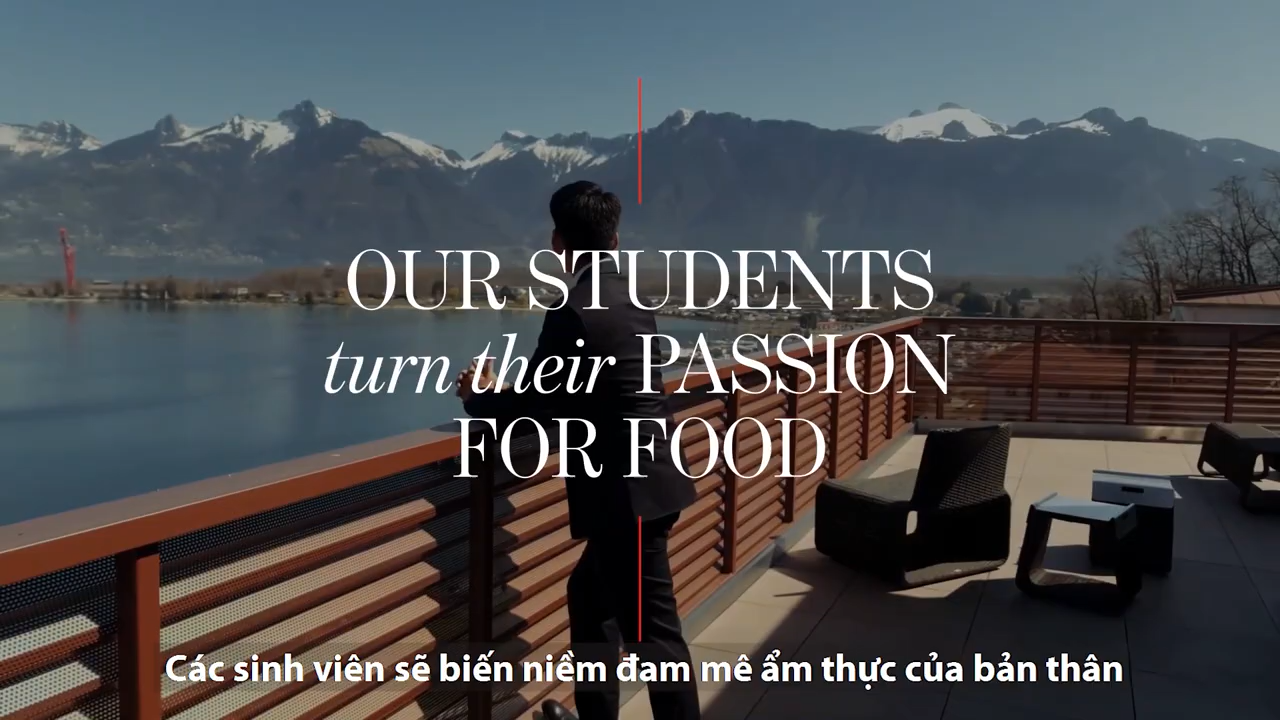 OUR STUDENTS
turn their PASSION
FOR FOOD
Các sinh viên sẽ biến niềm đam mê ẩm thực của bản thân